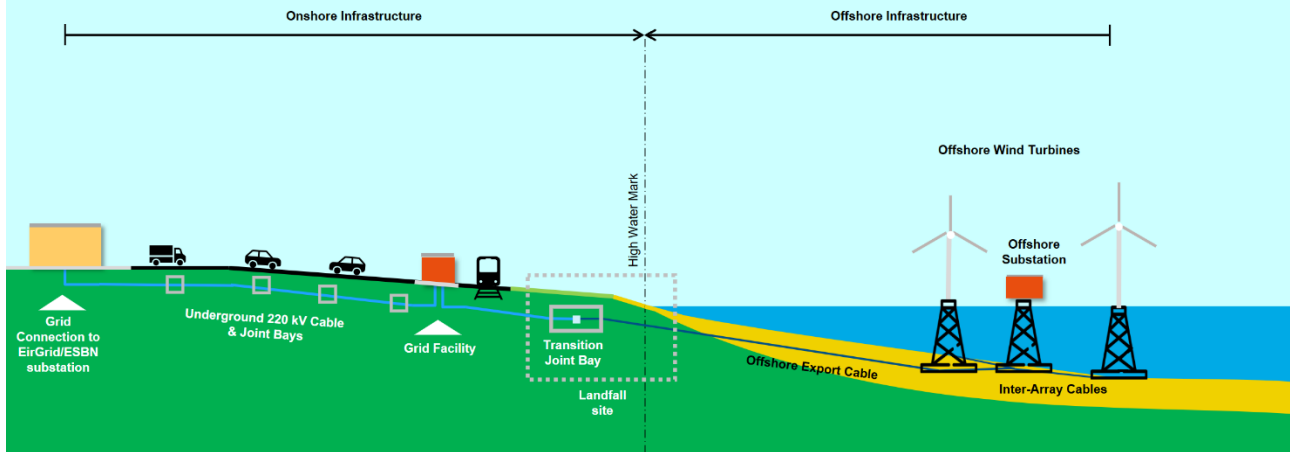 Onshore Infrastructure
Offshore Infrastructure
High Water Mark
Offshore Wind Turbines
Offshore
Substation
Grid
Connection to
EirGrid/ESBN
substation
Underground 220 kV Cable
& Joint Bays
Grid Facility
Transition
Joint Bay
Landfall
site
Offshore Export Cable
Inter-Array Cables